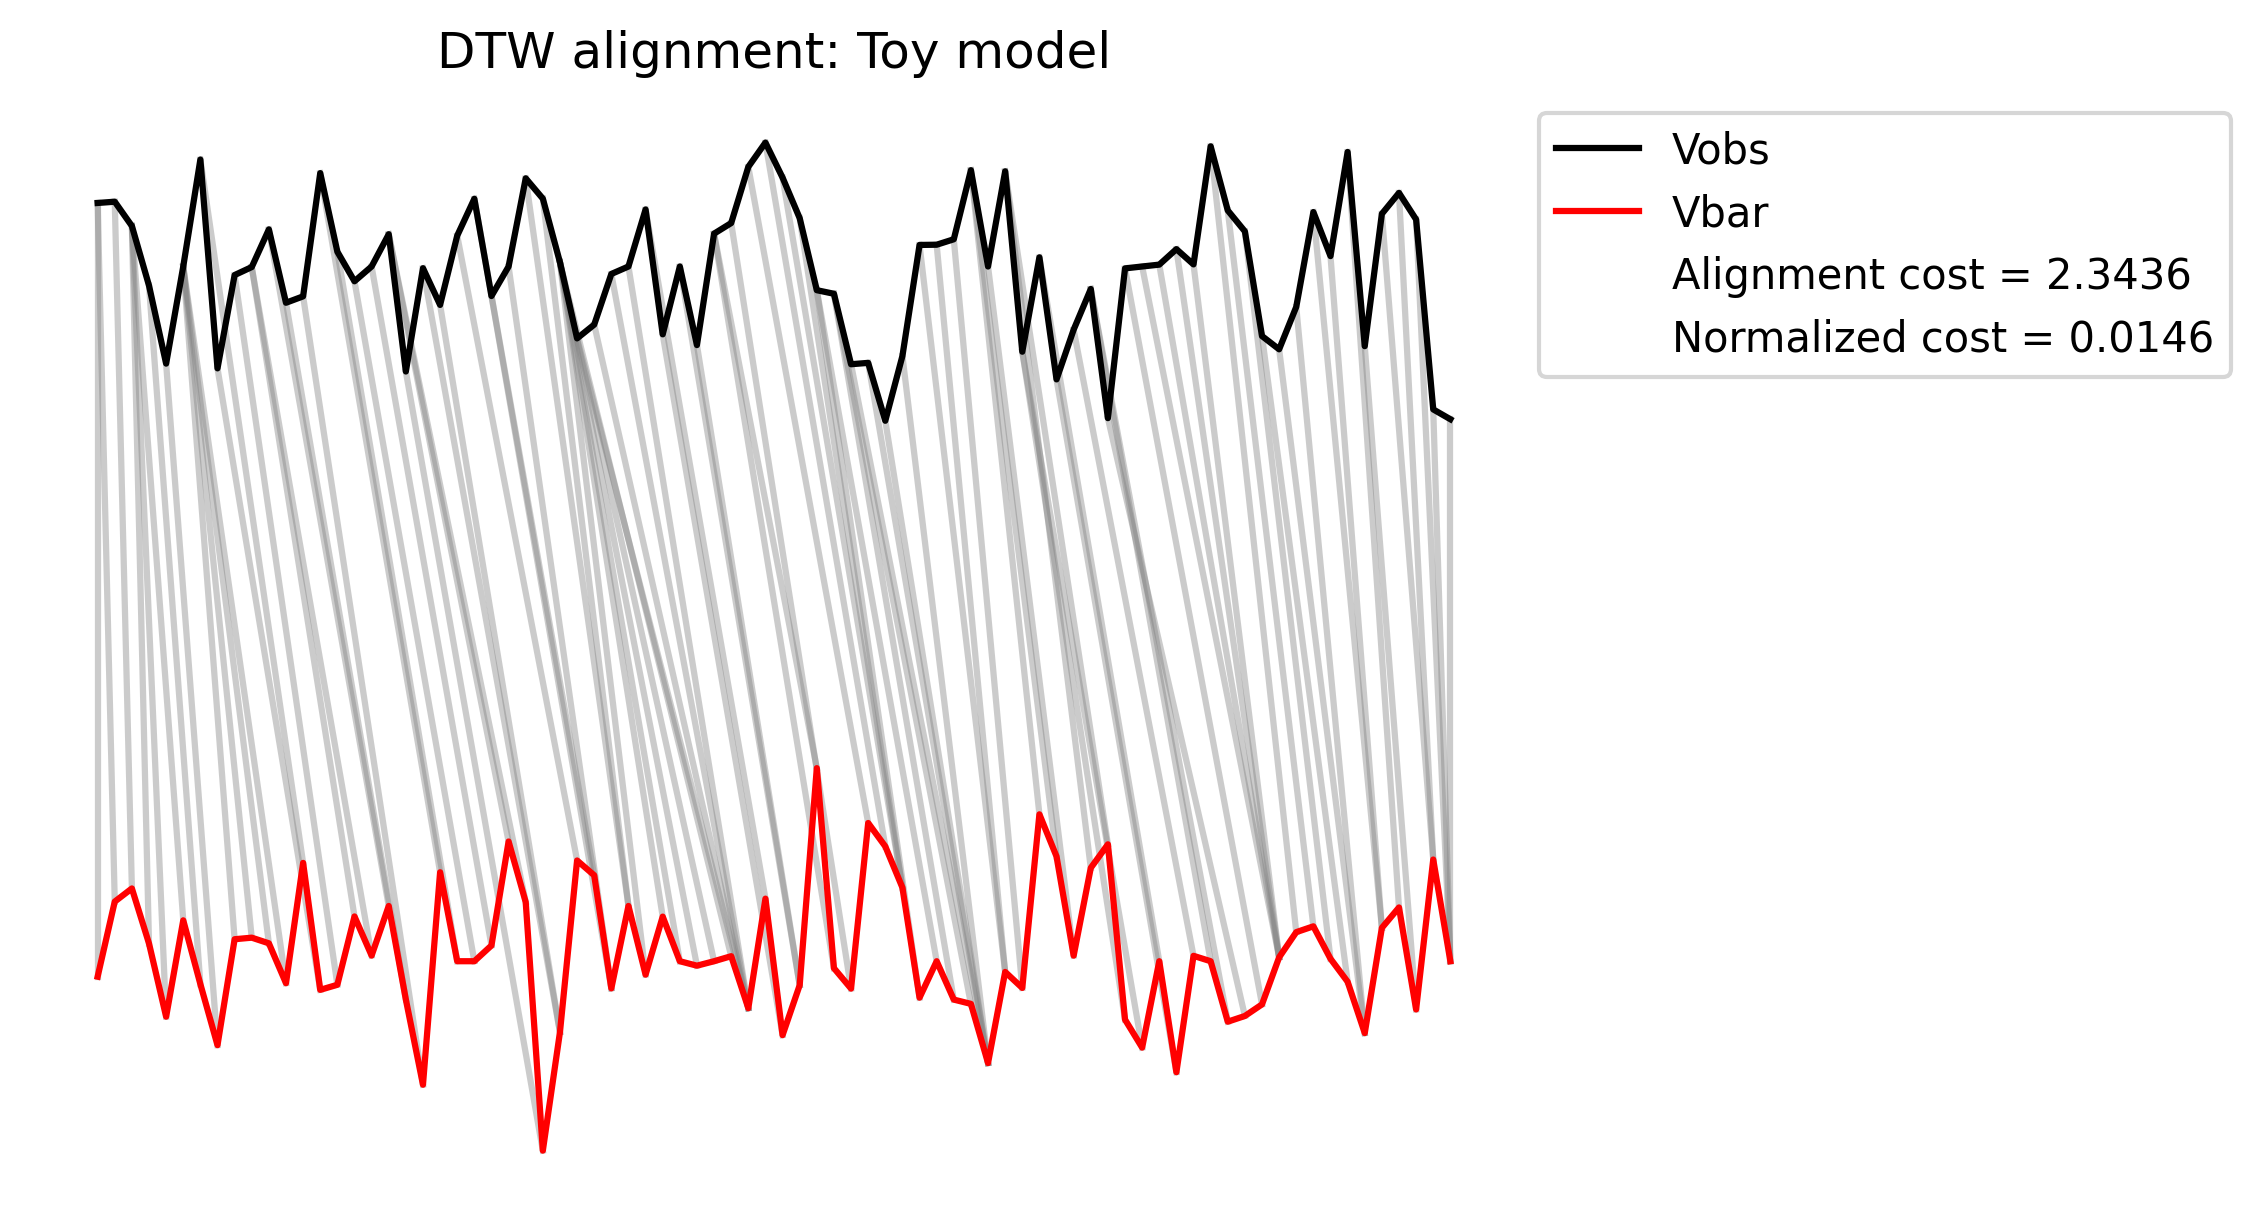 DTW alignment: Toy model
Vobs
Vbar
Alignment cost = 2.3436
Normalized cost = 0.0146